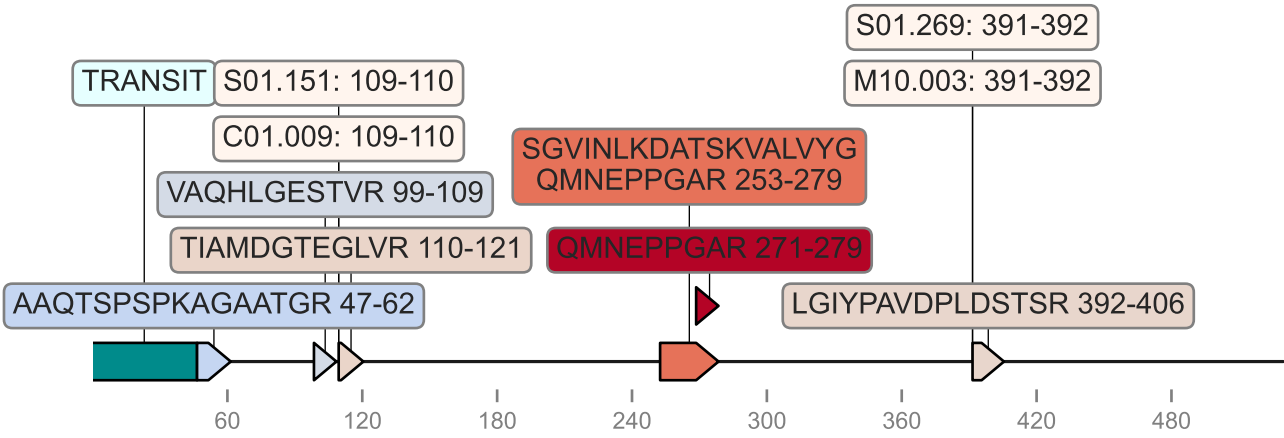 S01.269: 391-392
TRANSIT
S01.151: 109-110
M10.003: 391-392
C01.009: 109-110
SGVINLKDATSKVALVYG
QMNEPPGAR 253-279
VAQHLGESTVR 99-109
TIAMDGTEGLVR 110-121
QMNEPPGAR 271-279
AAQTSPSPKAGAATGR 47-62
LGIYPAVDPLDSTSR 392-406
60
120
180
240
300
360
420
480